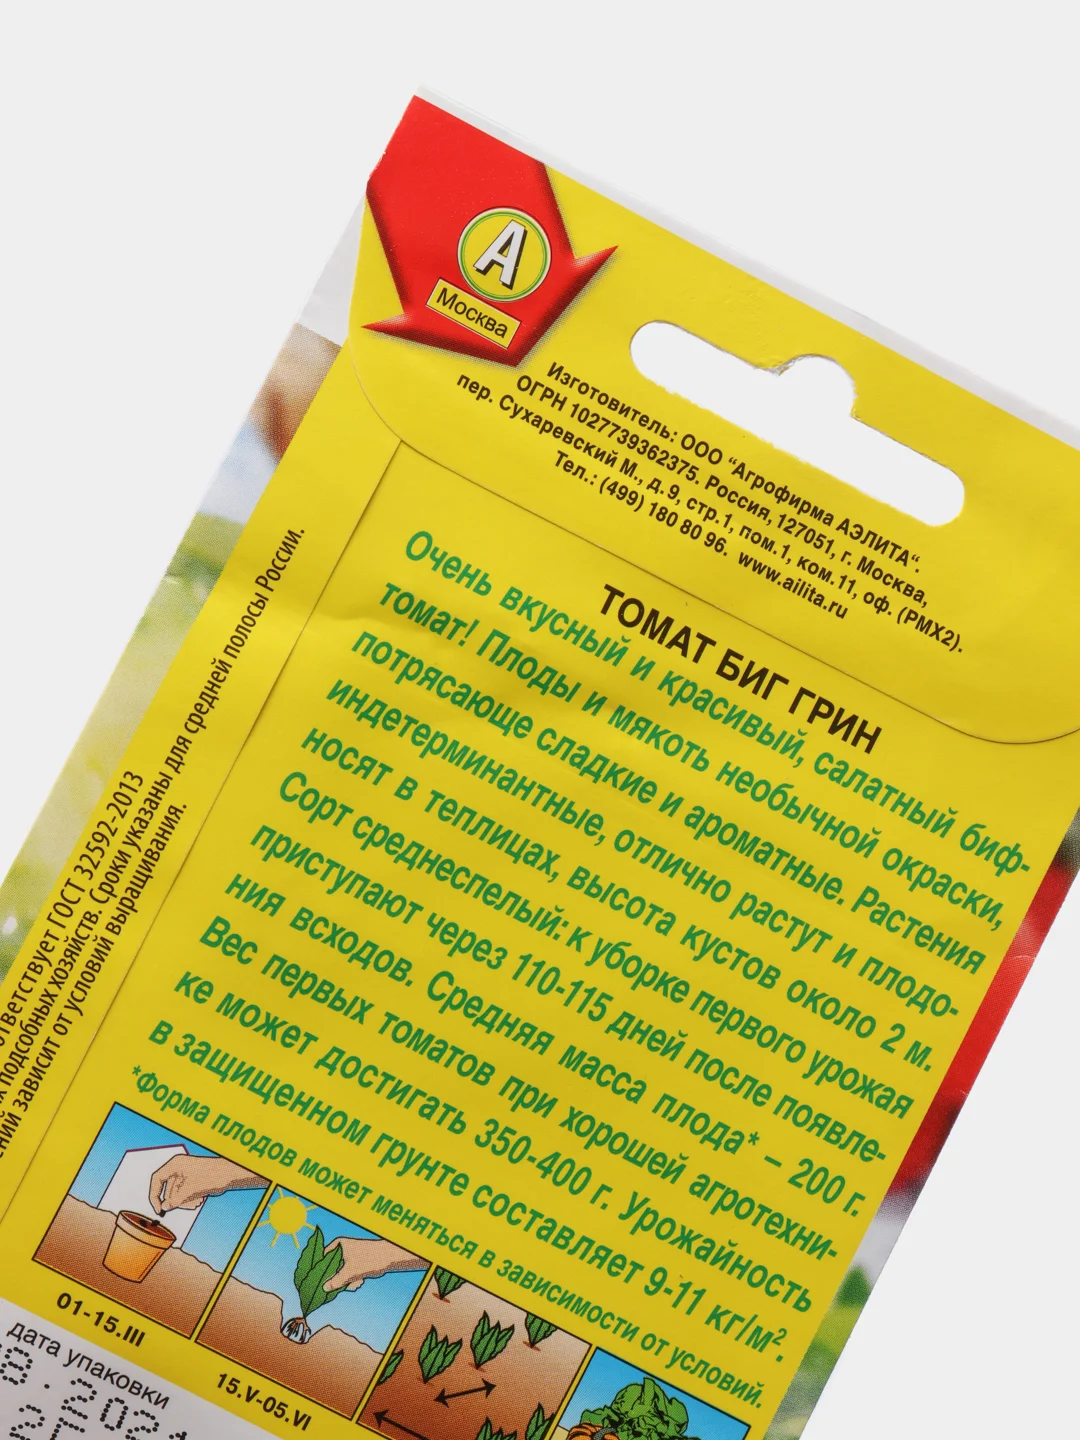 А
Москва
Изготовитель: ООО “Агрофирма АЭЛИТА“.
ОГРН 1027739362375. Россия, 127051, г. Москва,
пер. Сухаревский М., д.9, стр.1, пом.1, ком.11, оф. (РМХ2).
Тел.: (499) 180 80 96. www.ailita.ru
ТОМАТ БИГ ГРИН
Очень вкусный и красивый, салатный биф-
томат! Плоды и мякоть необычной окраски,
потрясающе сладкие и ароматные. Растения
индетерминантные, отлично растут и плодо-
носят в теплицах, высота кустов около 2 м.
Сорт среднеспелый: к уборке первого урожая
приступают через 110-115 дней после появле-
ния всходов. Средняя масса плода* – 200 г.
Вес первых томатов при хорошей агротехни-
ке может достигать 350-400 г. Урожайность
в защищенном грунте составляет 9-11 кг/м².
*Форма плодов может меняться в зависимости от условий.
ГОСТ 32592-2013
подсобных хозяйств. Сроки указаны для средней полосы России.
зависит от условий выращивания.
01-15.III
15.V-05.VI
дата упаковки